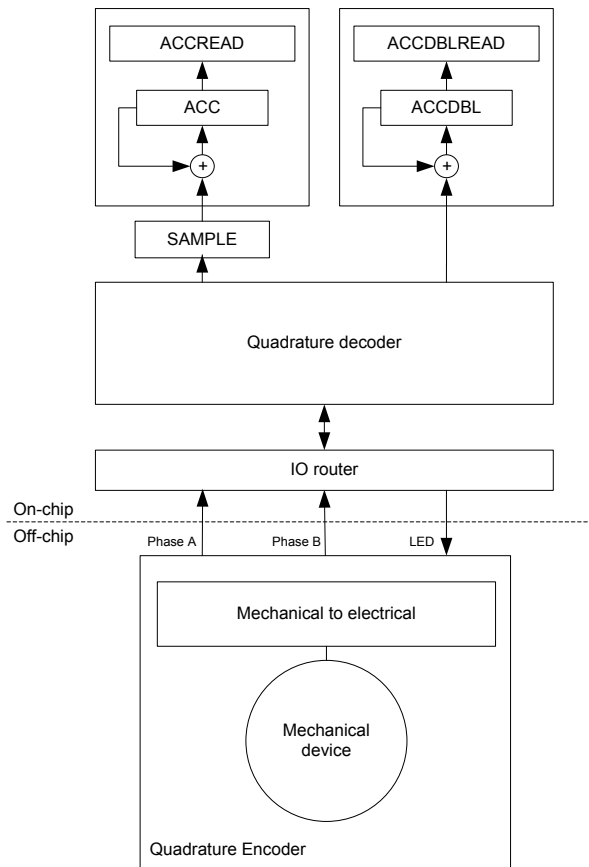 ACCREAD
ACCDBLREAD
ACC
ACCDBL
+
+
SAMPLE
Quadrature decoder
IO router
On-chip
Off-chip
Phase A
Phase B
LED
Mechanical to electrical
Mechanical
device
Quadrature Encoder